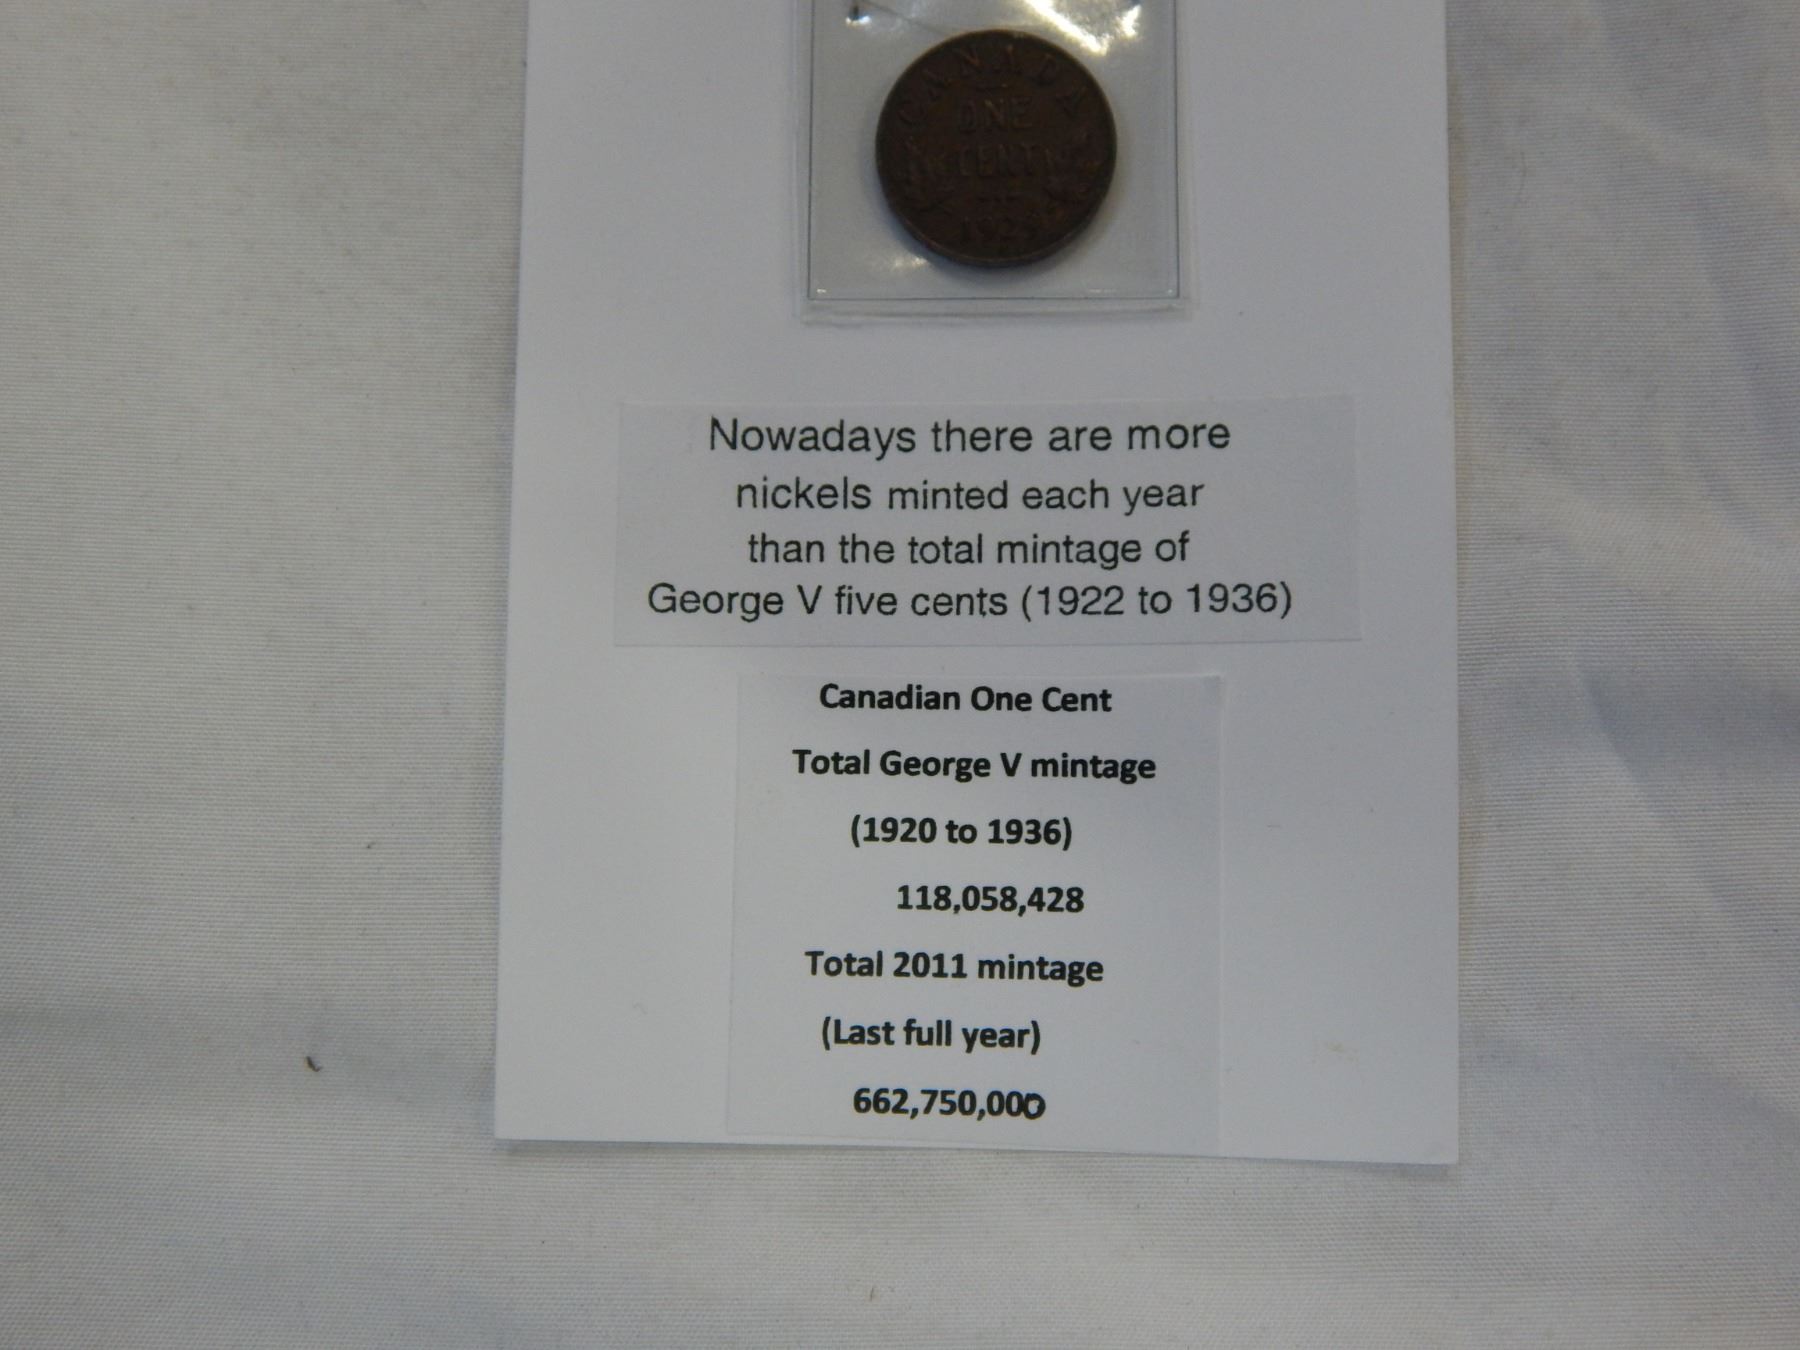 CANADA
ONE
CENT
Nowadays there are more
nickels minted each year
than the total mintage of
George V five cents (1922 to 1936)
Canadian One Cent
Total George V mintage
(1920 to 1936)
118,058,428
Total 2011 mintage
(Last full year)
662,750,000